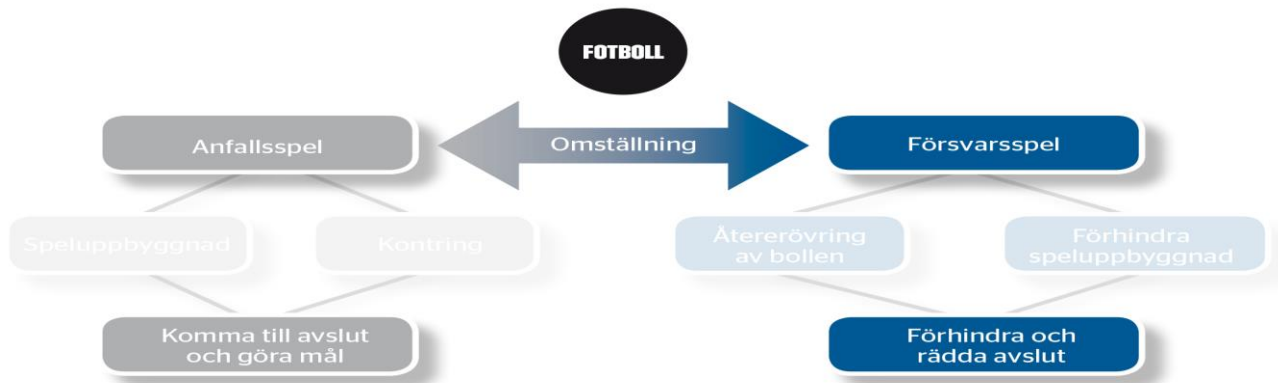 FOTBOLL
Anfallsspel
Omställning
Försvarsspel
Speluppbyggnad
Kontring
Återerövring
av bollen
Förhindra
speluppbyggnad
Komma till avslut
och göra mål
Förhindra och
rädda avslut